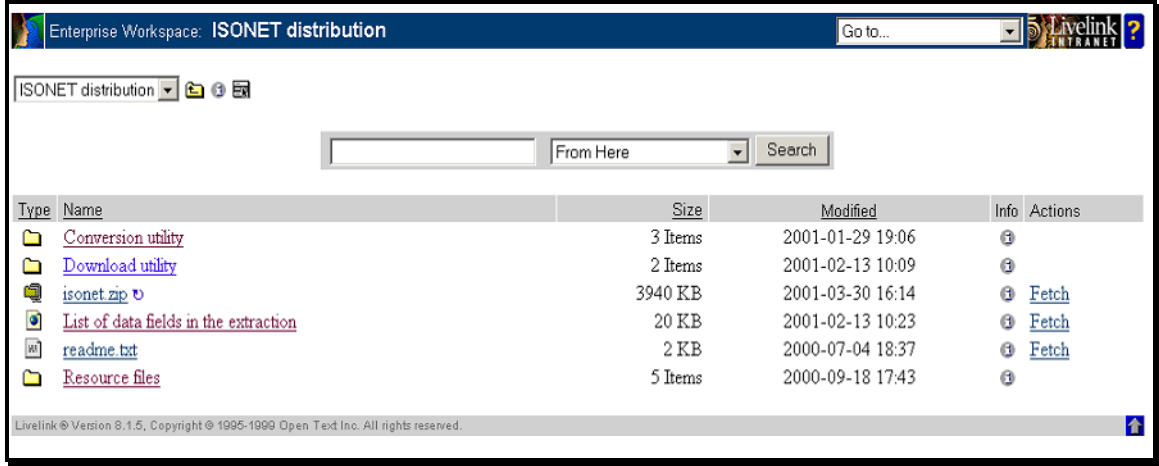 Enterprise Workspace: ISONET distribution Go to... Livelink INTRANET ?
ISONET distribution
From Here Search
Type Name Size Modified Info Actions
Conversion utility 3 Items 2001-01-29 19:06
Download utility 2 Items 2001-02-13 10:09
isonet.zip 3940 KB 2001-03-30 16:14 Fetch
List of data fields in the extraction 20 KB 2001-02-13 10:23 Fetch
readme.txt 2 KB 2000-07-04 18:37 Fetch
Resource files 5 Items 2000-09-18 17:43
Livelink ® Version 8.1.5, Copyright © 1995-1999 Open Text Inc. All rights reserved.